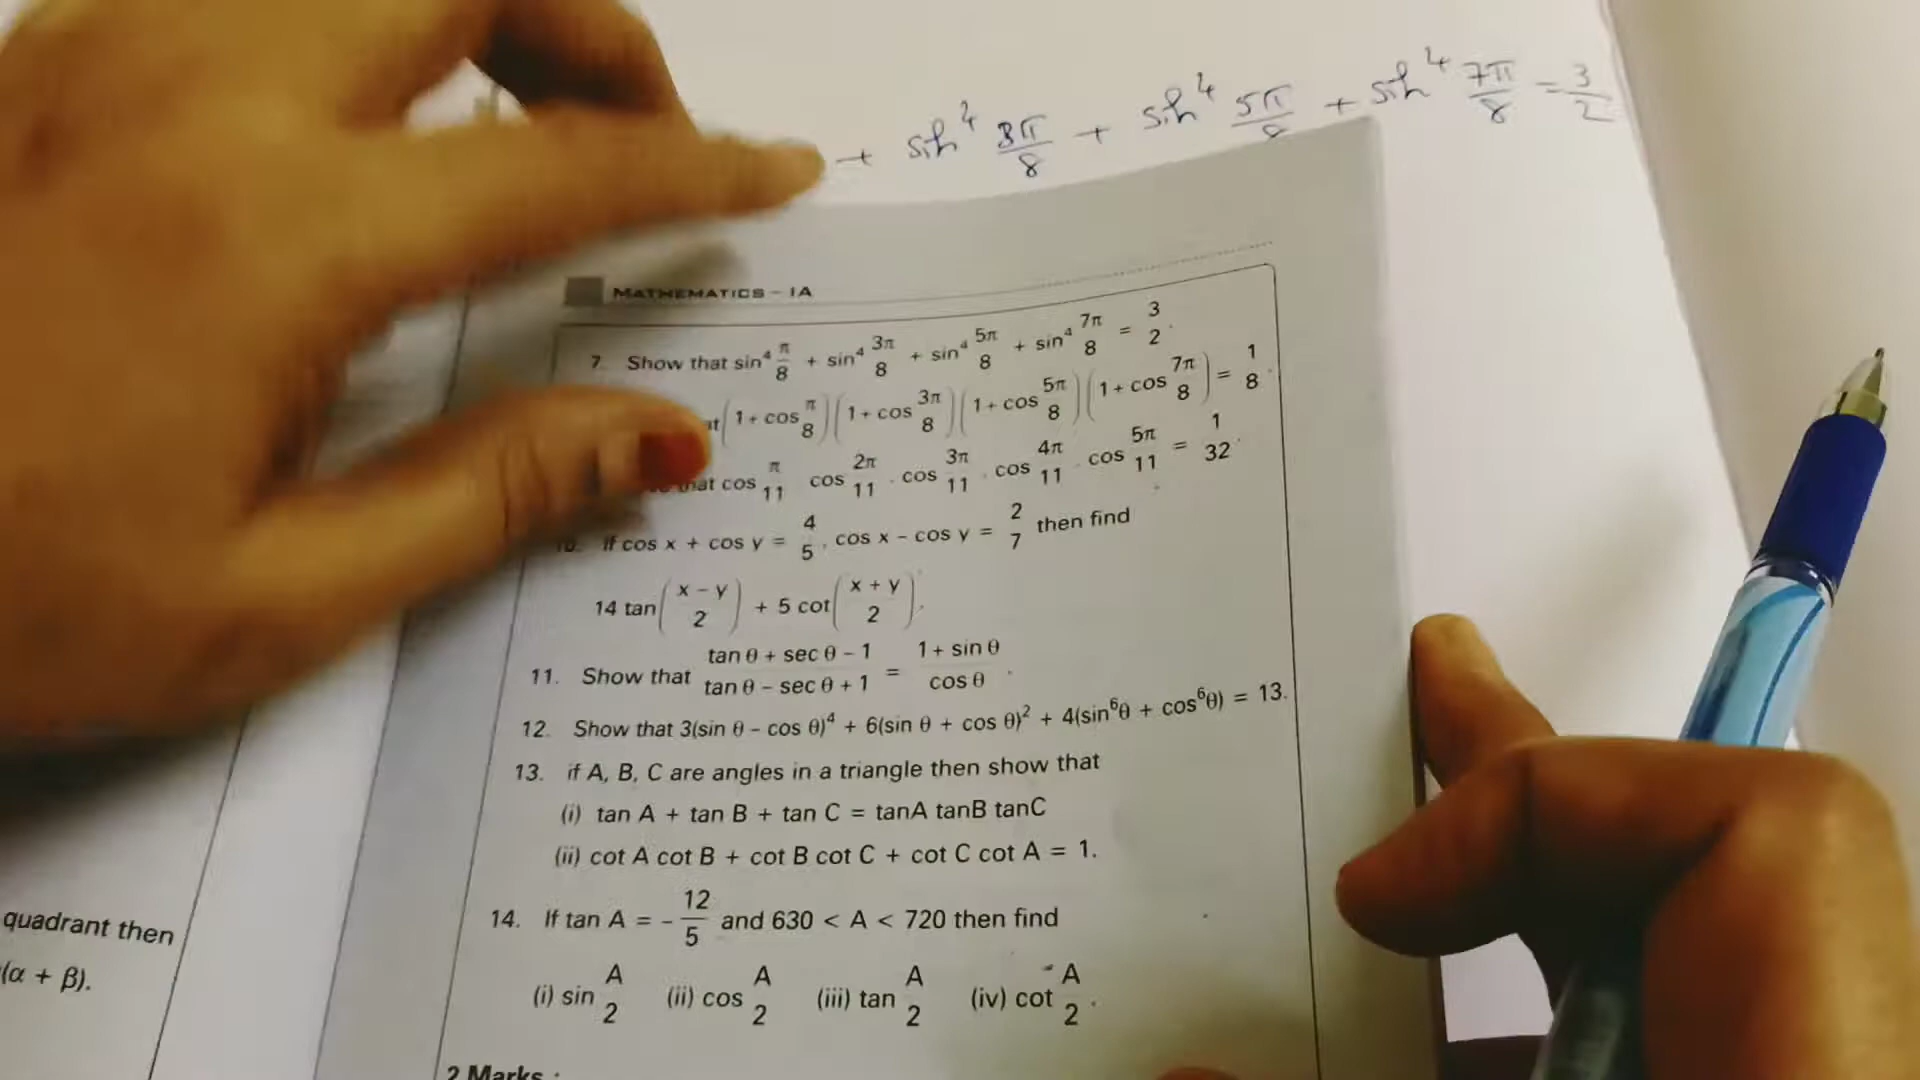 + sin⁴ 3π/8 + sin⁴ 5π/8 + sin⁴ 7π/8 = 3/2
MATHEMATICS - IA
7. Show that sin⁴ π/8 + sin⁴ 3π/8 + sin⁴ 5π/8 + sin⁴ 7π/8 = 3/2.
(1 + cos π/8)(1 + cos 3π/8)(1 + cos 5π/8)(1 + cos 7π/8) = 1/8.
that cos π/11 cos 2π/11 . cos 3π/11 . cos 4π/11 . cos 5π/11 = 1/32.
10. If cos x + cos y = 4/5, cos x - cos y = 2/7 then find
14 tan((x - y)/2) + 5 cot((x + y)/2).
11. Show that (tan θ + sec θ - 1)/(tan θ - sec θ + 1) = (1 + sin θ)/(cos θ).
12. Show that 3(sin θ - cos θ)⁴ + 6(sin θ + cos θ)² + 4(sin⁶θ + cos⁶θ) = 13.
13. if A, B, C are angles in a triangle then show that
(i) tan A + tan B + tan C = tanA tanB tanC
(ii) cot A cot B + cot B cot C + cot C cot A = 1.
14. If tan A = - 12/5 and 630 < A < 720 then find
(i) sin A/2 (ii) cos A/2 (iii) tan A/2 (iv) cot A/2.
2 Marks :
quadrant then
(α + β).